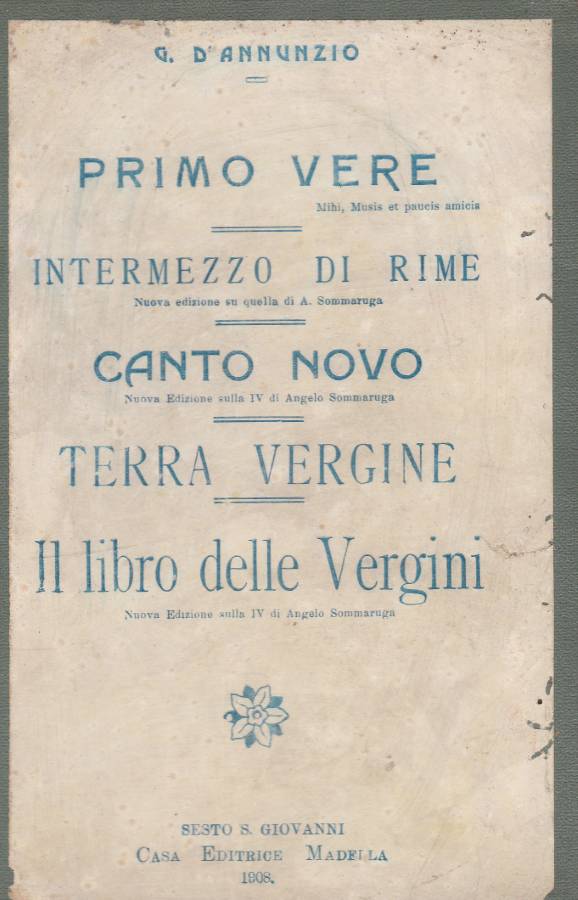 G. D'ANNUNZIO
PRIMO VERE
Mihi, Musis et paucis amicis
INTERMEZZO DI RIME
Nuova edizione su quella di A. Sommaruga
CANTO NOVO
Nuova Edizione sulla IV di Angelo Sommaruga
TERRA VERGINE
Il libro delle Vergini
Nuova Edizione sulla IV di Angelo Sommaruga
SESTO S. GIOVANNI
CASA EDITRICE MADELLA
1908.